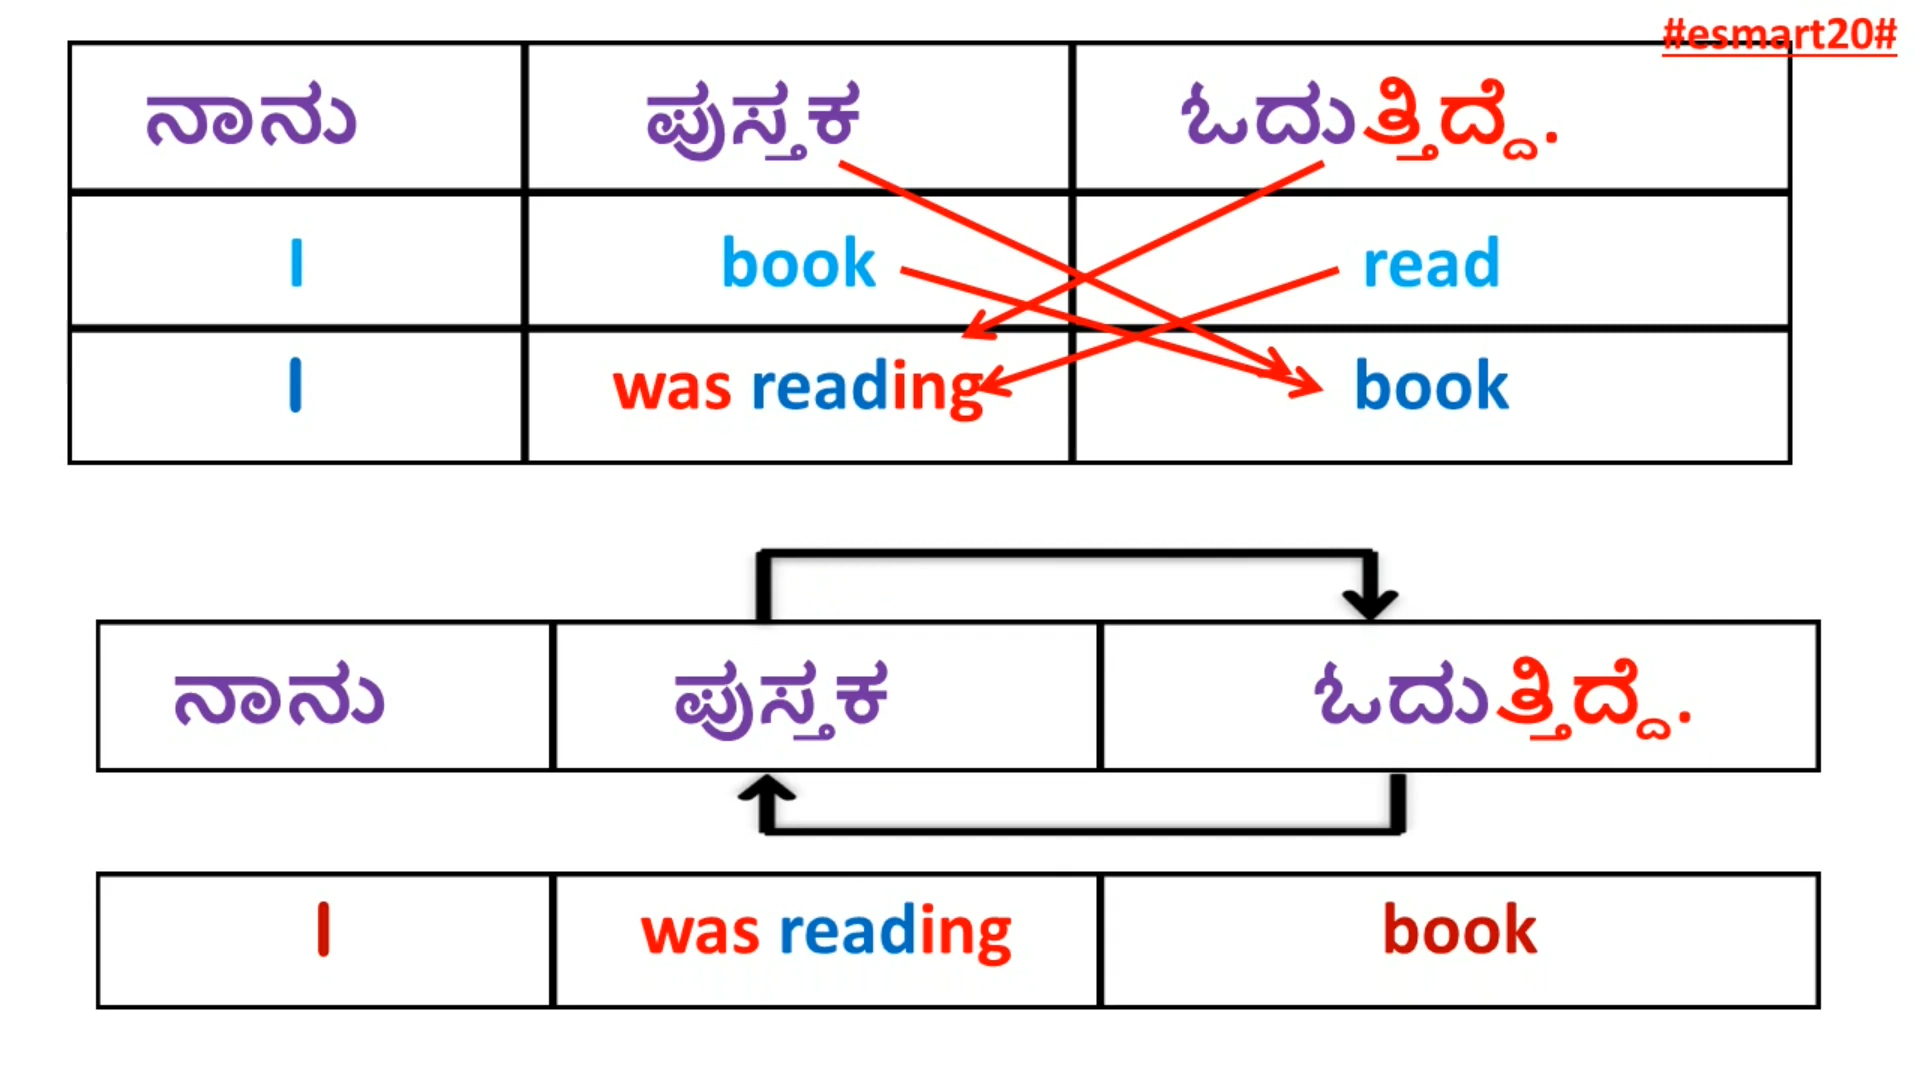 #esmart20#
ನಾನು ಪುಸ್ತಕ ಓದುತ್ತಿದ್ದೆ.
I book read
I was reading book
ನಾನು ಪುಸ್ತಕ ಓದುತ್ತಿದ್ದೆ.
I was reading book